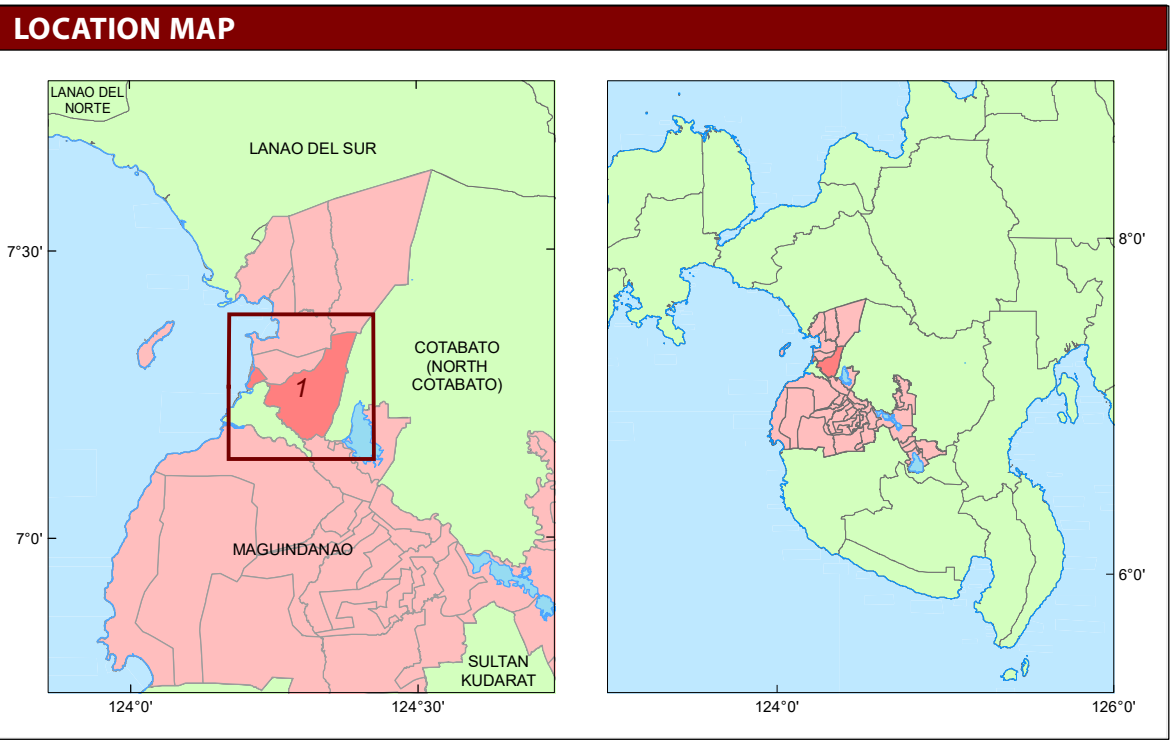 LOCATION MAP
LANAO DEL
NORTE
LANAO DEL SUR
7°30'
COTABATO
(NORTH
COTABATO)
1
7°0'
MAGUINDANAO
SULTAN
KUDARAT
124°0'
124°30'
8°0'
6°0'
124°0'
126°0'